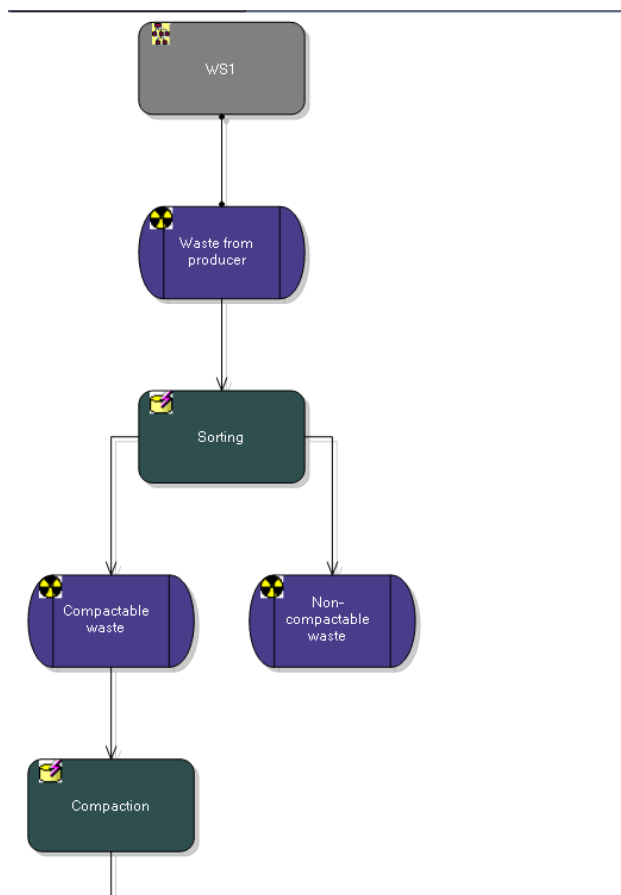 WS1
Waste from
producer
Sorting
Compactable
waste
Non-
compactable
waste
Compaction